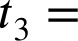 t₃ =